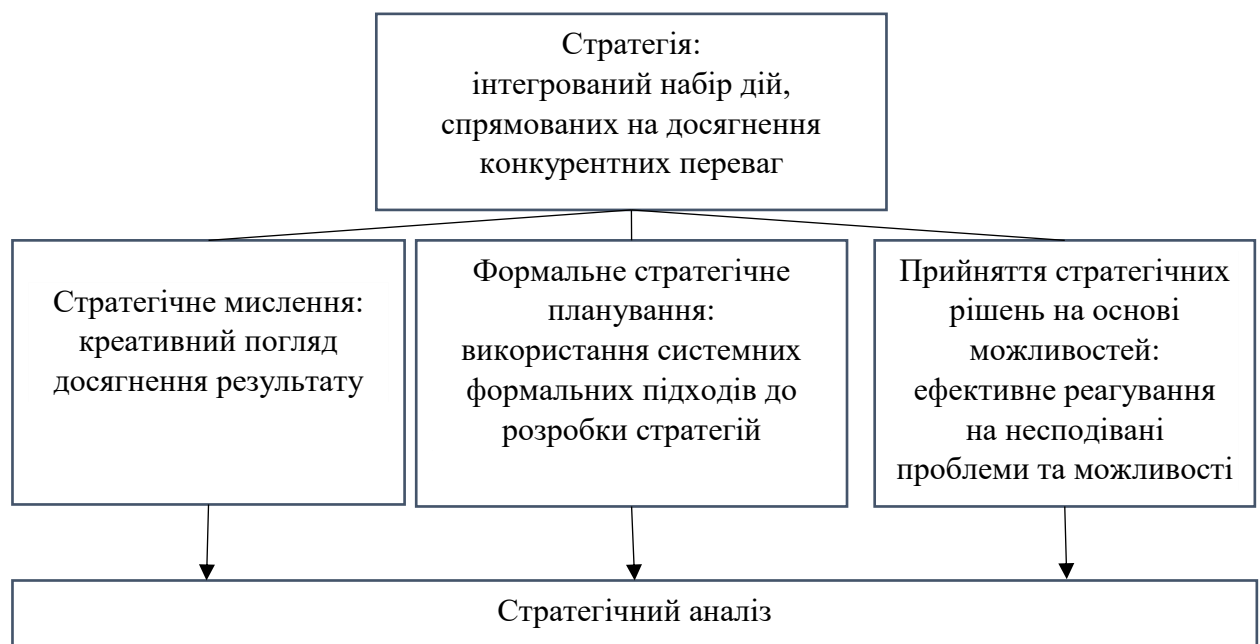 Стратегія:
інтегрований набір дій,
спрямованих на досягнення
конкурентних переваг
Стратегічне мислення:
креативний погляд
досягнення результату
Формальне стратегічне
планування:
використання системних
формальних підходів до
розробки стратегій
Прийняття стратегічних
рішень на основі
можливостей:
ефективне реагування
на несподівані
проблеми та можливості
Стратегічний аналіз